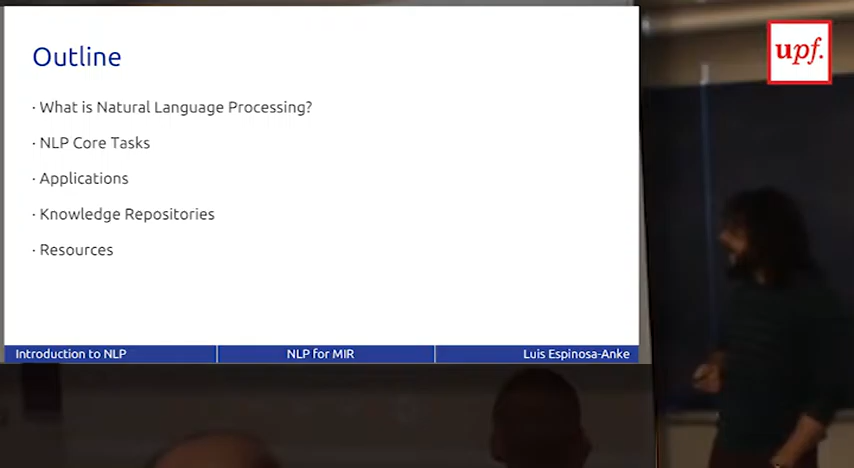 Outline
· What is Natural Language Processing?
· NLP Core Tasks
· Applications
· Knowledge Repositories
· Resources
Introduction to NLP
NLP for MIR
Luis Espinosa-Anke
upf.